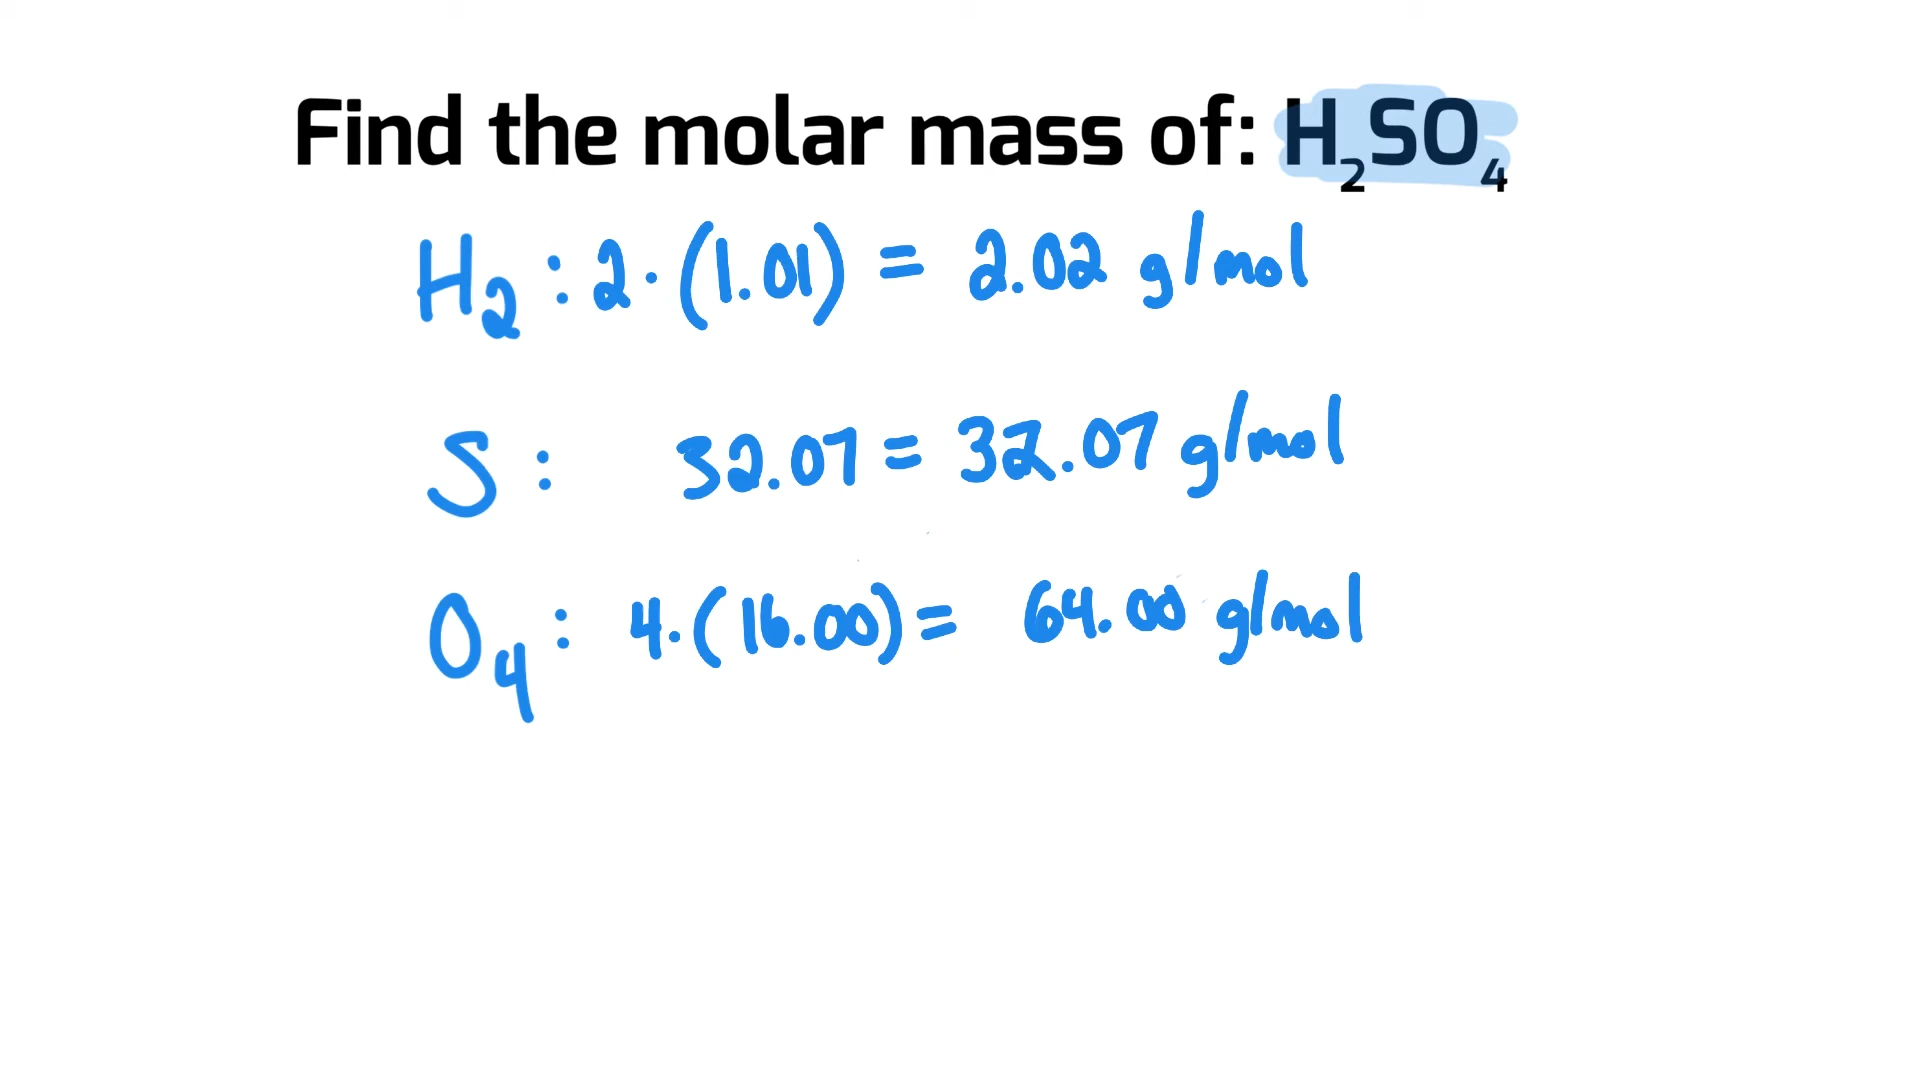 Find the molar mass of: H₂SO₄
H₂ : 2 · (1.01) = 2.02 g/mol
S : 32.07 = 32.07 g/mol
O₄ : 4 · (16.00) = 64.00 g/mol